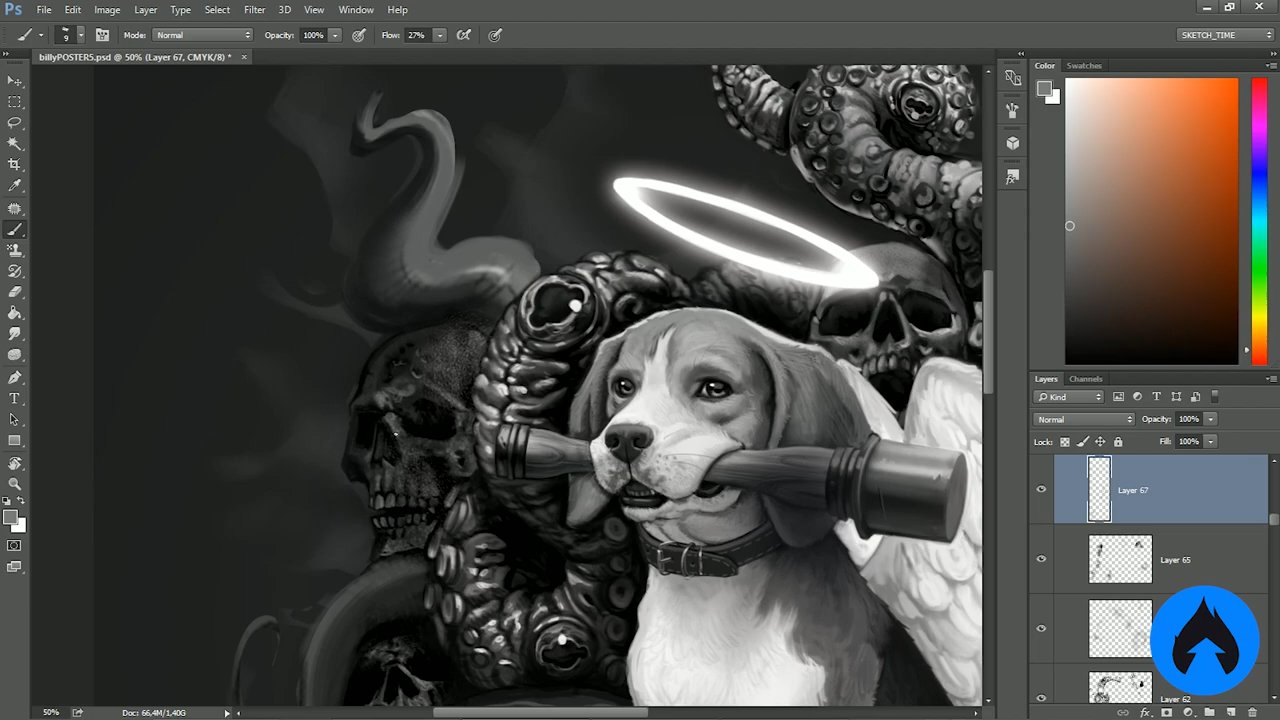 Ps File Edit Image Layer Type Select Filter 3D View Window Help
9 Mode: Normal Opacity: 100% Flow: 27% SKETCH_TIME
billyPOSTER5.psd @ 50% (Layer 67, CMYK/8) * ×
Color Swatches
Layers Channels
Kind
Normal Opacity: 100%
Lock: Fill: 100%
Layer 67
Layer 65
Layer 62
50% Doc: 66,4M/1,40G